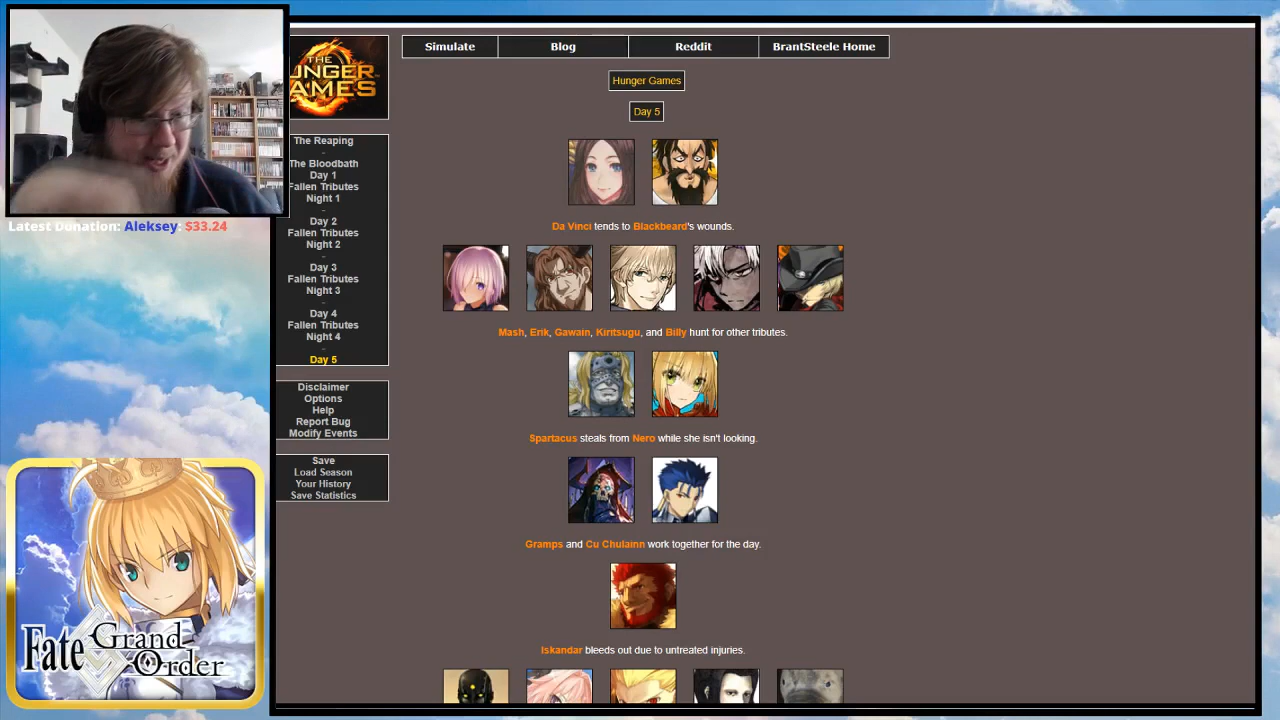 Simulate Blog Reddit BrantSteele Home
THE
HUNGER
GAMES
Hunger Games
Day 5
The Reaping
-
The Bloodbath
Day 1
Fallen Tributes
Night 1
-
Day 2
Fallen Tributes
Night 2
-
Day 3
Fallen Tributes
Night 3
-
Day 4
Fallen Tributes
Night 4
-
Day 5
Disclaimer
Options
Help
Report Bug
Modify Events
Save
Load Season
Your History
Save Statistics
Latest Donation: Aleksey: $33.24
Da Vinci tends to Blackbeard's wounds.
Mash, Erik, Gawain, Kiritsugu, and Billy hunt for other tributes.
Spartacus steals from Nero while she isn't looking.
Gramps and Cu Chulainn work together for the day.
Iskandar bleeds out due to untreated injuries.
Fate
Grand
Order